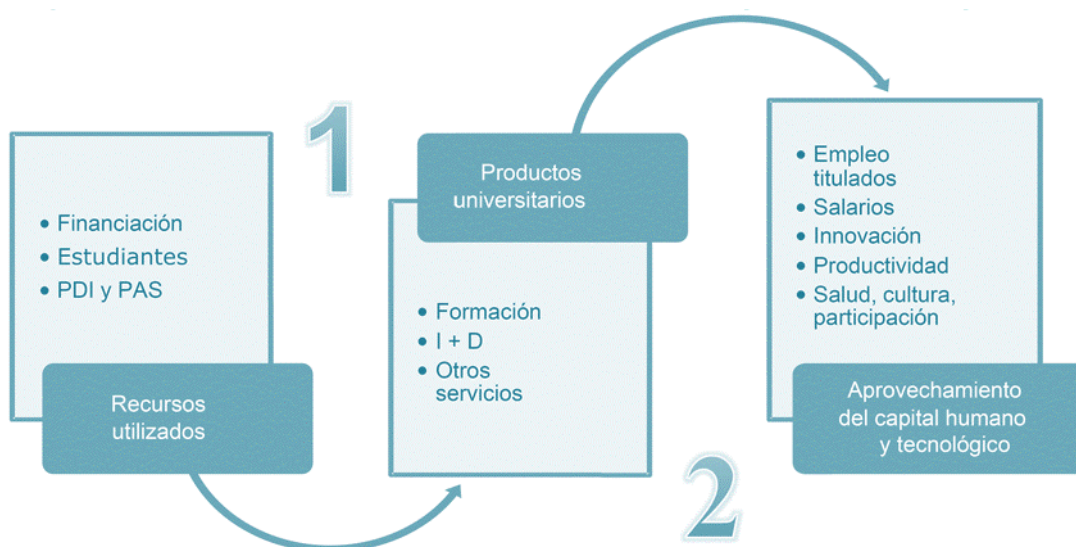 • Financiación
• Estudiantes
• PDI y PAS
Recursos
utilizados
1
Productos
universitarios
• Formación
• I + D
• Otros
servicios
2
• Empleo
titulados
• Salarios
• Innovación
• Productividad
• Salud, cultura,
participación
Aprovechamiento
del capital humano
y tecnológico